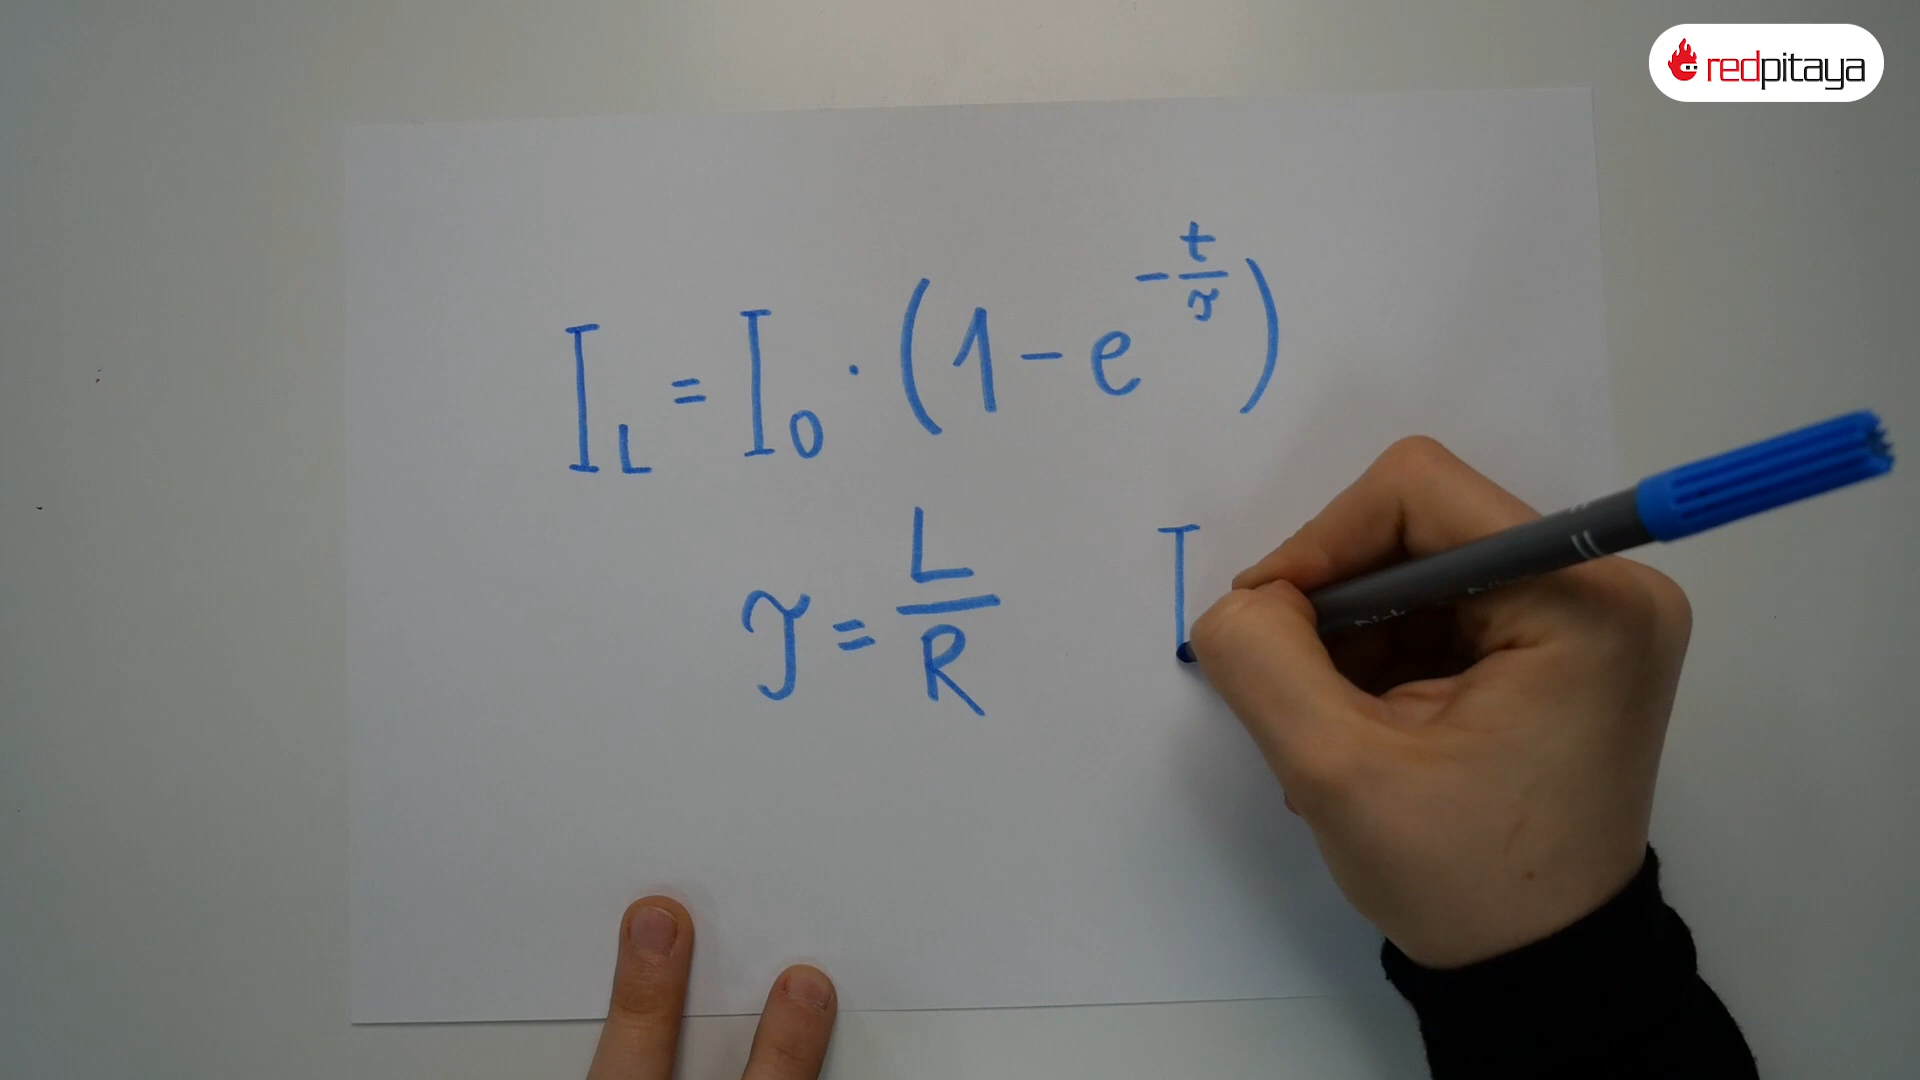 redpitaya
I_L = I_0 · (1 - e^{-t/τ})
τ = L/R I